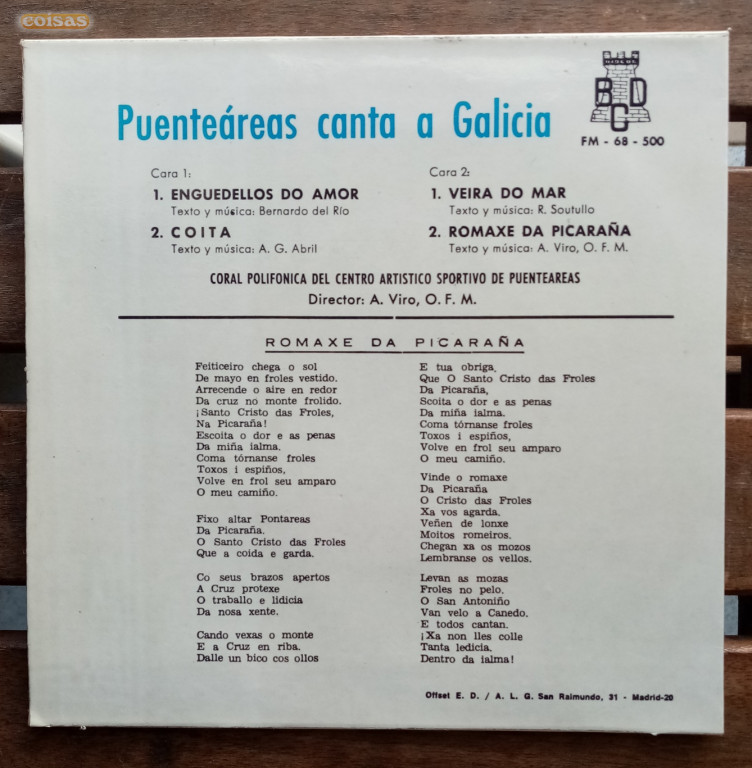 coisas
Puenteáreas canta a Galicia
BCD
FM - 68 - 500
Cara 1:
1. ENGUEDELLOS DO AMOR
Texto y música: Bernardo del Río
2. COITA
Texto y música: A. G. Abril
Cara 2:
1. VEIRA DO MAR
Texto y música: R. Soutullo
2. ROMAXE DA PICARAÑA
Texto y música: A. Viro, O. F. M.
CORAL POLIFONICA DEL CENTRO ARTISTICO SPORTIVO DE PUENTEAREAS
Director: A. Viro, O. F. M.
ROMAXE DA PICARAÑA
Feiticeiro chega o sol
De mayo en froles vestido.
Arrecende o aire en redor
Da cruz no monte frolido.
¡Santo Cristo das Froles,
Na Picaraña!
Escoita o dor e as penas
Da miña ialma.
Coma tórnanse froles
Toxos i espiños,
Volve en frol seu amparo
O meu camiño.
Fixo altar Pontareas
Da Picaraña.
O Santo Cristo das Froles
Que a coida e garda.
Co seus brazos apertos
A Cruz protexe
O traballo e lidicia
Da nosa xente.
Cando vexas o monte
E a Cruz en riba.
Dalle un bico cos ollos
E tua obriga,
Que O Santo Cristo das Froles
Da Picaraña,
Scoita o dor e as penas
Da miña ialma.
Coma tórnanse froles
Toxos i espiños,
Volve en frol seu amparo
O meu camiño.
Vinde o romaxe
Da Picaraña
O Cristo das Froles
Xa vos agarda.
Veñen de lonxe
Moitos romeiros.
Chegan xa os mozos
Lembranse os vellos.
Levan as mozas
Froles no pelo.
O San Antoniño
Van velo a Canedo.
E todos cantan.
¡Xa non lles colle
Tanta ledicia.
Dentro da ialma!
Offset E. D. / A. L. G. San Raimundo, 31 - Madrid-20